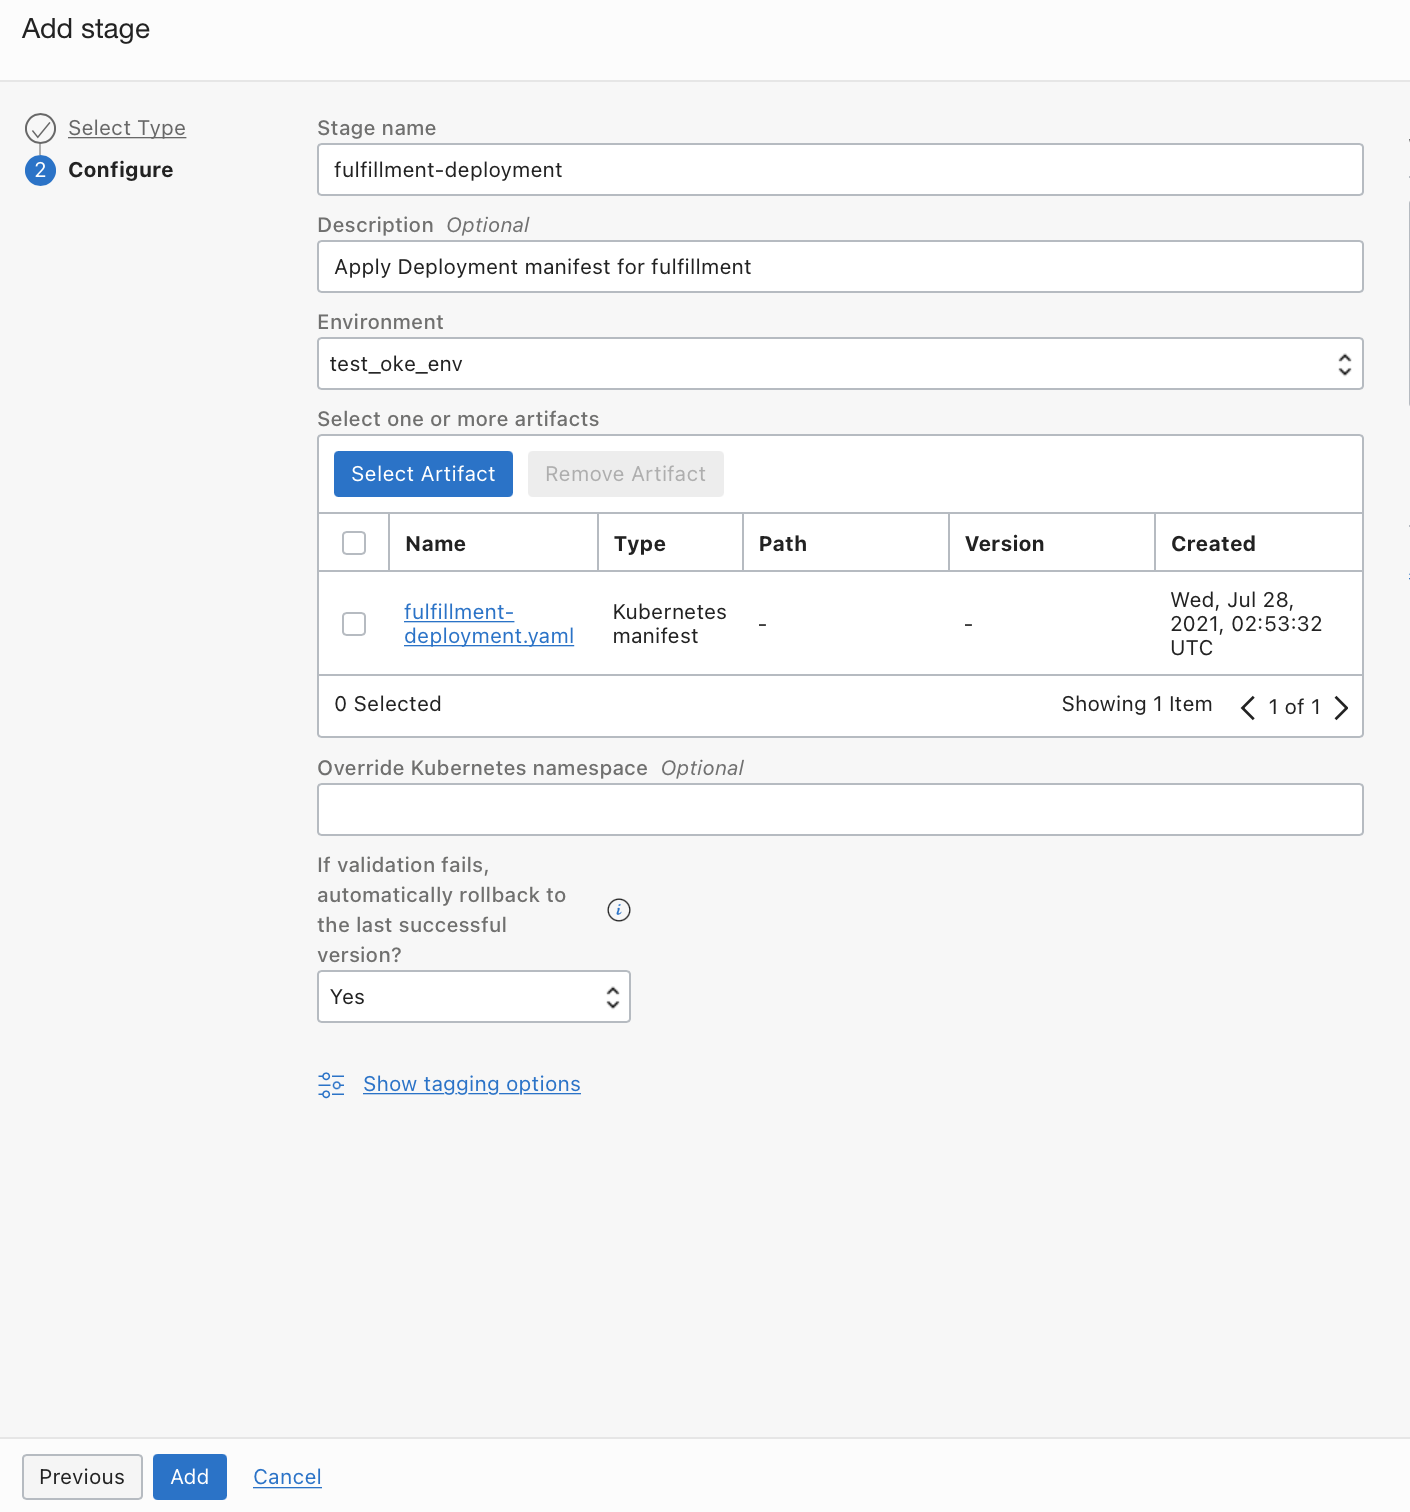 Add stage
Select Type
2 Configure
Stage name
fulfillment-deployment
Description Optional
Apply Deployment manifest for fulfillment
Environment
test_oke_env
Select one or more artifacts
Select Artifact Remove Artifact
Name Type Path Version Created
fulfillment-deployment.yaml Kubernetes manifest - - Wed, Jul 28, 2021, 02:53:32 UTC
0 Selected Showing 1 Item 1 of 1
Override Kubernetes namespace Optional
If validation fails,
automatically rollback to
the last successful
version?
i
Yes
Show tagging options
Previous Add Cancel